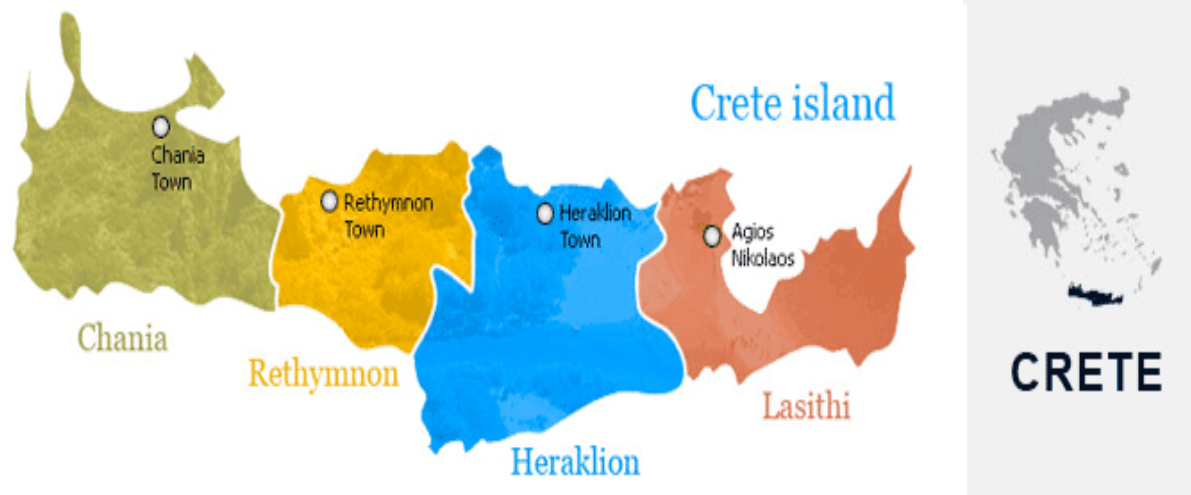 Crete island
Chania
Town
Rethymnon
Town
Heraklion
Town
Agios
Nikolaos
Chania
Rethymnon
Heraklion
Lasithi
CRETE